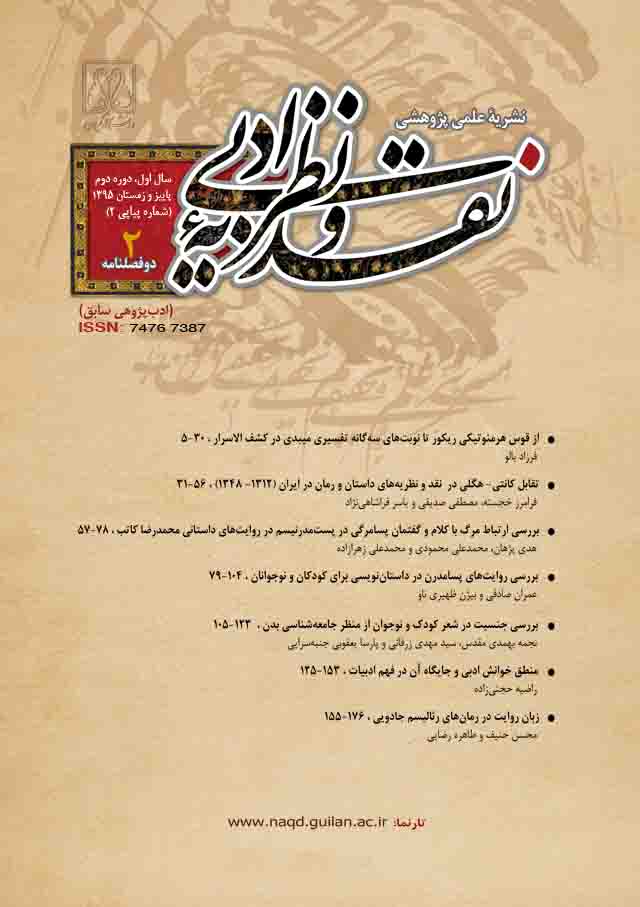 نشریهٔ علمی پژوهشی
نقد و نظریهٔ ادبی
سال اول، دوره دوم
پاییز و زمستان ۱۳۹۵
(شماره پیاپی ۲)
۲
دوفصلنامه
(ادب‌پژوهی سابق)
ISSN: 7476 7387
از قوس هرمنوتیکی ریکور تا نوبت‌های سه‌گانه تفسیری میبدی در کشف الاسرار ، ۳۰-۵
فرزاد بالو
تقابل کانتی- هگلی در نقد و نظریه‌های داستان و رمان در ایران (۱۳۱۲- ۱۳۴۸) ، ۵۶-۳۱
فرامرز خجسته، مصطفی صدیقی و یاسر فراشاهی‌نژاد
بررسی ارتباط مرگ با کلام و گفتمان پسامرگی در پست‌مدرنیسم در روایت‌های داستانی محمدرضا کاتب ، ۷۸-۵۷
هدی پژهان، محمدعلی محمودی و محمدعلی زهرازاده
بررسی روایت‌های پسامدرن در داستان‌نویسی برای کودکان و نوجوانان ، ۱۰۴-۷۹
عمران صادقی و بیژن ظهیری ناو
بررسی جنسیت در شعر کودک و نوجوان از منظر جامعه‌شناسی بدن ، ۱۲۳-۱۰۵
نجمه بهمدی مقدس، سید مهدی زرقانی و پارسا یعقوبی جنبه‌سرایی
منطق خوانش ادبی و جایگاه آن در فهم ادبیات ، ۱۵۳-۱۲۵
راضیه حجتی‌زاده
زبان روایت در رمان‌های رئالیسم جادویی ، ۱۷۶-۱۵۵
محسن حنیف و طاهره رضایی
تارنما: www.naqd.guilan.ac.ir